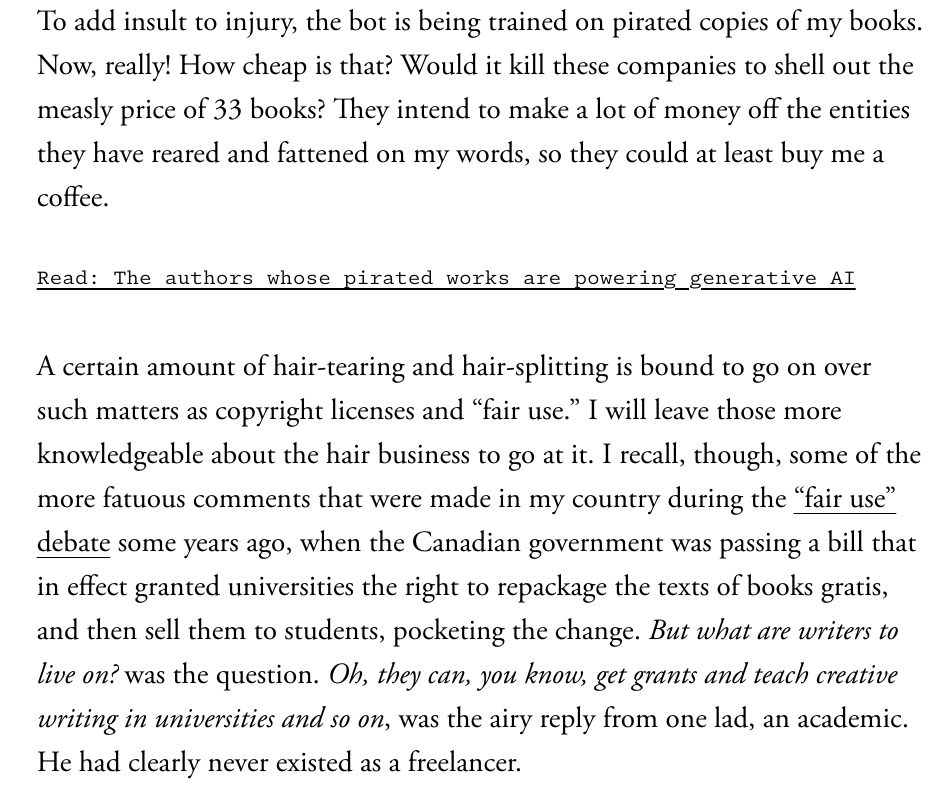 To add insult to injury, the bot is being trained on pirated copies of my books.
Now, really! How cheap is that? Would it kill these companies to shell out the
measly price of 33 books? They intend to make a lot of money off the entities
they have reared and fattened on my words, so they could at least buy me a
coffee.
Read: The authors whose pirated works are powering generative AI
A certain amount of hair-tearing and hair-splitting is bound to go on over
such matters as copyright licenses and “fair use.” I will leave those more
knowledgeable about the hair business to go at it. I recall, though, some of the
more fatuous comments that were made in my country during the “fair use”
debate some years ago, when the Canadian government was passing a bill that
in effect granted universities the right to repackage the texts of books gratis,
and then sell them to students, pocketing the change. But what are writers to
live on? was the question. Oh, they can, you know, get grants and teach creative
writing in universities and so on, was the airy reply from one lad, an academic.
He had clearly never existed as a freelancer.